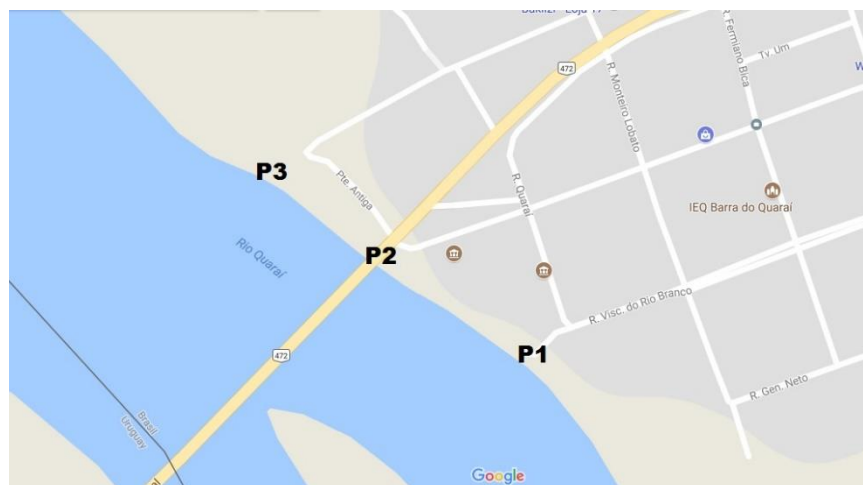 472
R. Fermiano Bica
Tv. Um
R. Monteiro Lobato
P3
Pte. Antiga
R. Quaraí
IEQ Barra do Quaraí
Rio Quaraí
P2
R. Visc. do Rio Branco
P1
472
R. Gen. Neto
Brasil
Uruguay
Google